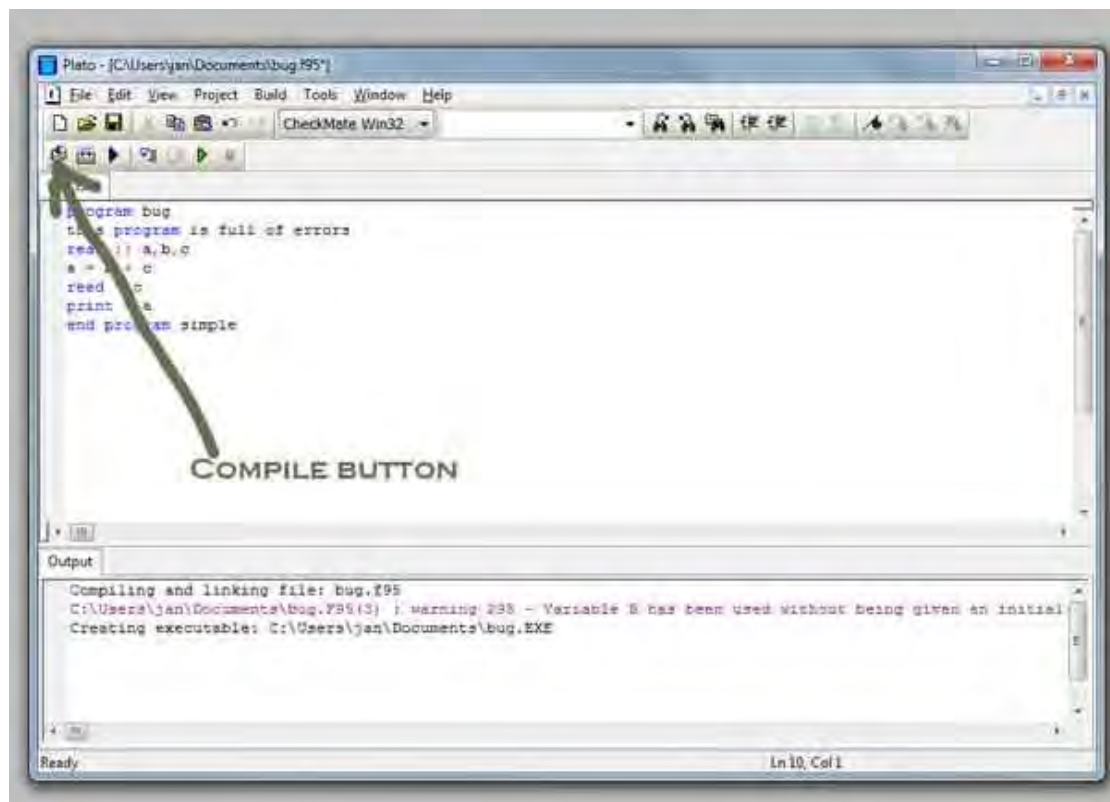 Plato - [C:\Users\jan\Documents\bug.f95*]
File Edit View Project Build Tools Window Help
CheckMate Win32
program bug
this program is full of errors
:: a,b,c
a = + c
reed c
print a
end program simple
COMPILE BUTTON
Output
Compiling and linking file: bug.f95
C:\Users\jan\Documents\bug.F95(3) : warning 298 - Variable B has been used without being given an initial
Creating executable: C:\Users\jan\Documents\bug.EXE
Ready
Ln 10, Col 1